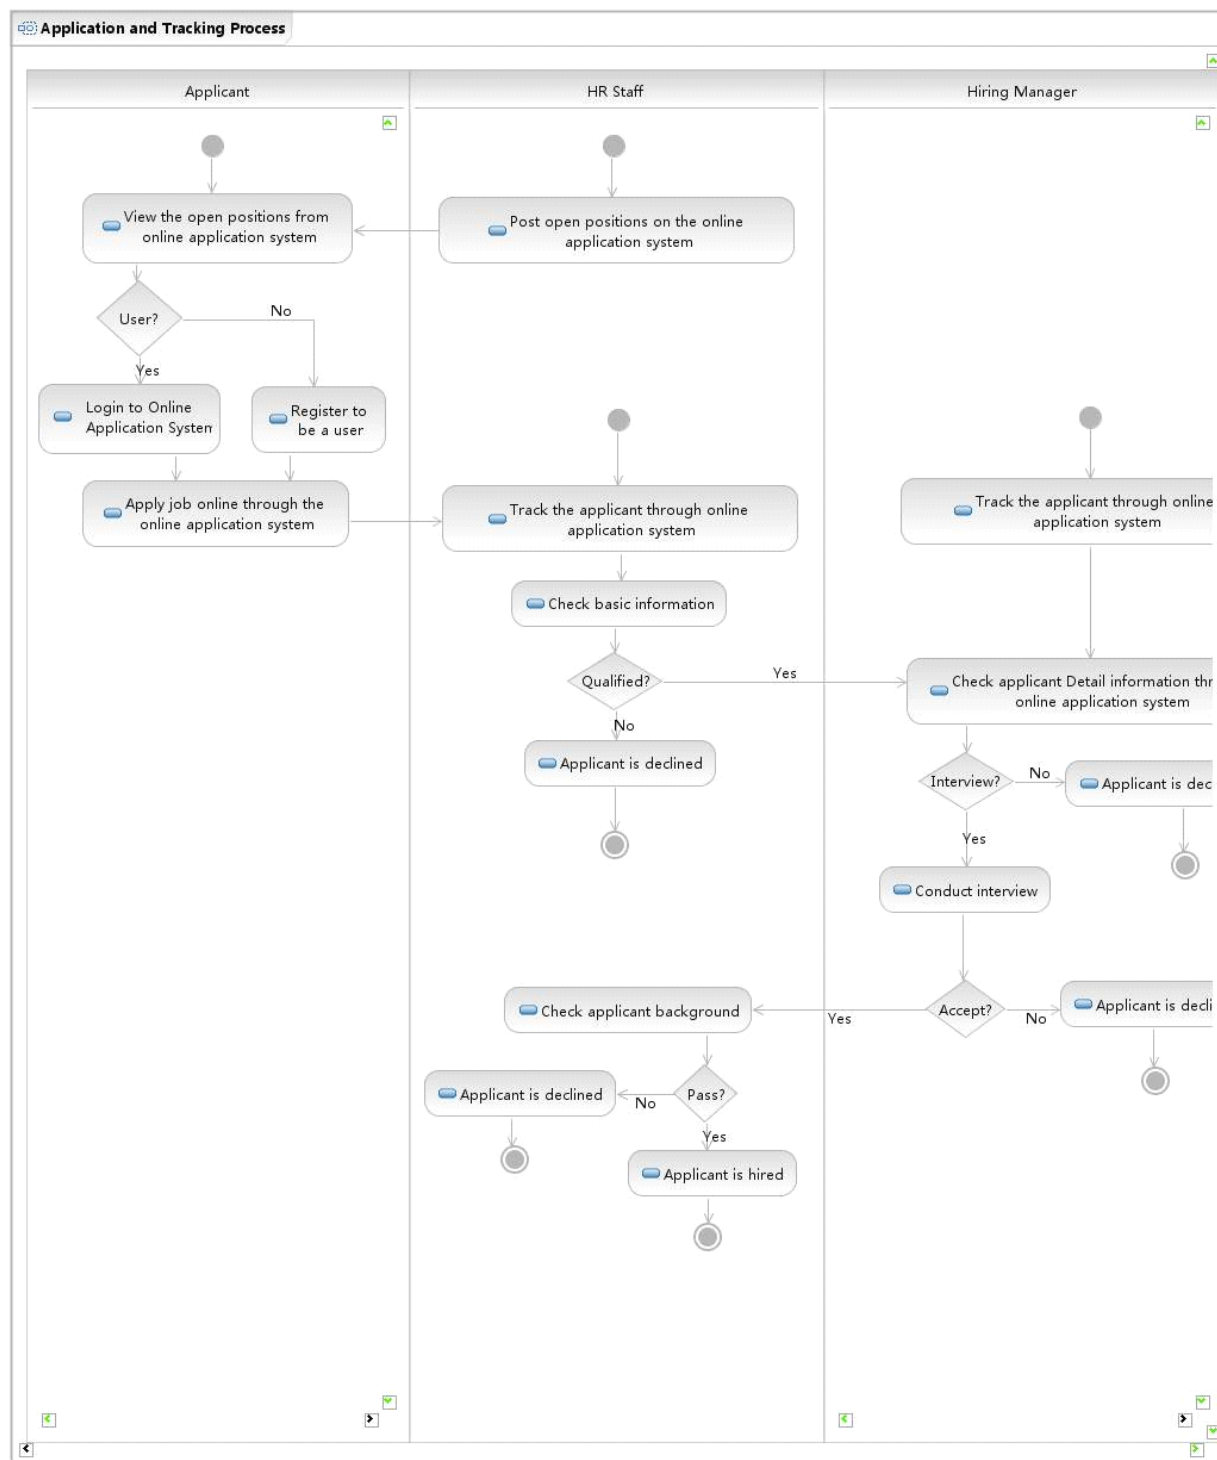 Application and Tracking Process
Applicant
HR Staff
Hiring Manager
View the open positions from
online application system
Post open positions on the online
application system
User?
No
Yes
Login to Online
Application System
Register to
be a user
Apply job online through the
online application system
Track the applicant through online
application system
Track the applicant through online
application system
Check basic information
Qualified?
Yes
No
Applicant is declined
Check applicant Detail information thr
online application system
Interview?
No
Applicant is dec
Yes
Conduct interview
Accept?
No
Applicant is decli
Yes
Check applicant background
Pass?
No
Applicant is declined
Yes
Applicant is hired